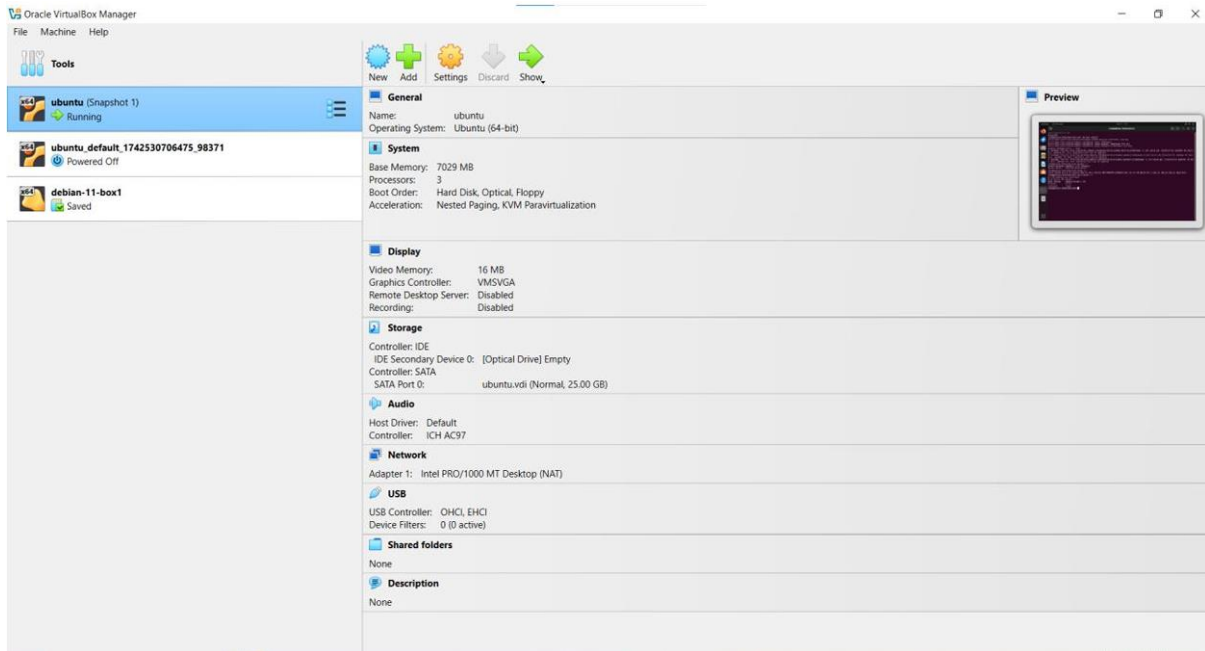 Oracle VirtualBox Manager
File Machine Help
Tools
New Add Settings Discard Show
x64 ubuntu (Snapshot 1)
Running
x64 ubuntu_default_1742530706475_98371
Powered Off
x64 debian-11-box1
Saved
General
Name: ubuntu
Operating System: Ubuntu (64-bit)
System
Base Memory: 7029 MB
Processors: 3
Boot Order: Hard Disk, Optical, Floppy
Acceleration: Nested Paging, KVM Paravirtualization
Preview
Display
Video Memory: 16 MB
Graphics Controller: VMSVGA
Remote Desktop Server: Disabled
Recording: Disabled
Storage
Controller: IDE
IDE Secondary Device 0: [Optical Drive] Empty
Controller: SATA
SATA Port 0: ubuntu.vdi (Normal, 25.00 GB)
Audio
Host Driver: Default
Controller: ICH AC97
Network
Adapter 1: Intel PRO/1000 MT Desktop (NAT)
USB
USB Controller: OHCI, EHCI
Device Filters: 0 (0 active)
Shared folders
None
Description
None